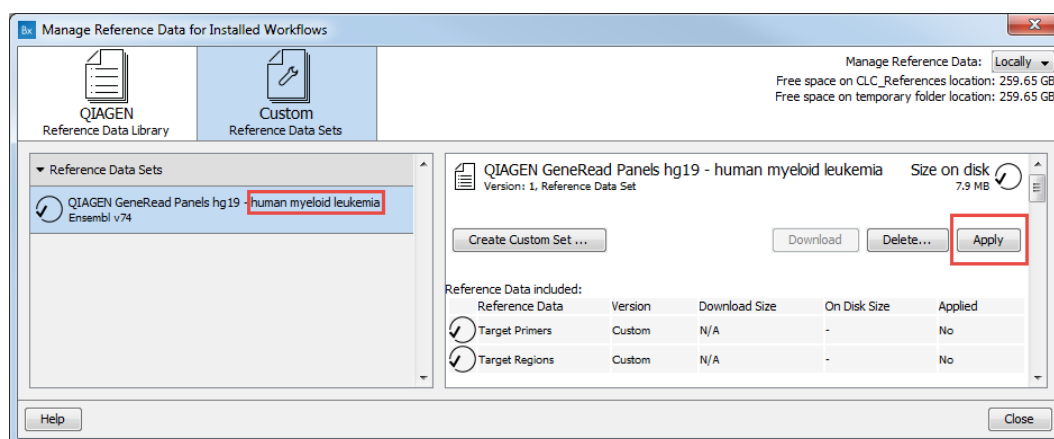 Bx Manage Reference Data for Installed Workflows
X
QIAGEN
Reference Data Library
Custom
Reference Data Sets
Manage Reference Data: Locally
Free space on CLC_References location: 259.65 GB
Free space on temporary folder location: 259.65 GB
Reference Data Sets
QIAGEN GeneRead Panels hg19 - human myeloid leukemia
Ensembl v74
QIAGEN GeneRead Panels hg19 - human myeloid leukemia
Version: 1, Reference Data Set
Size on disk
7.9 MB
Create Custom Set ...
Download
Delete...
Apply
Reference Data included:
Reference Data Version Download Size On Disk Size Applied
Target Primers Custom N/A - No
Target Regions Custom N/A - No
Help
Close